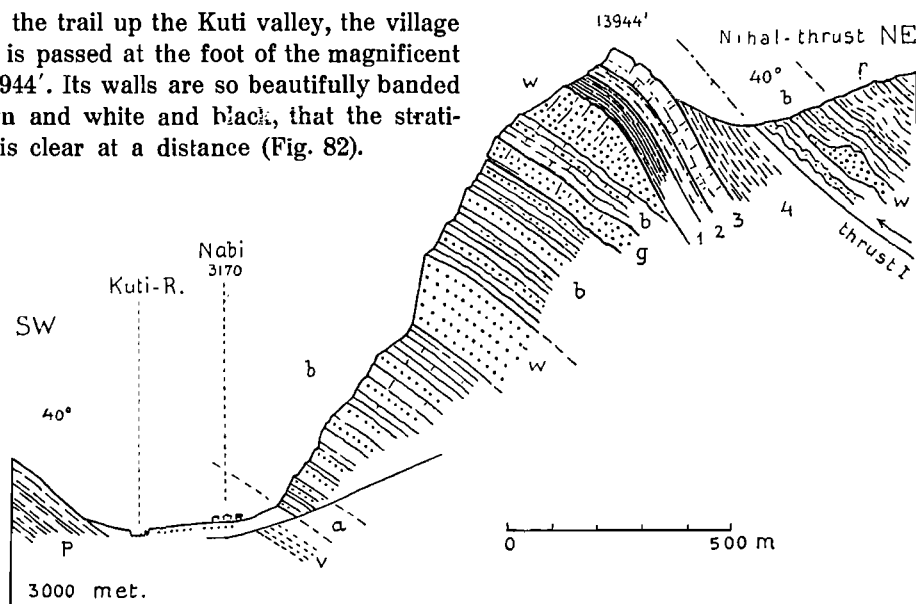 the trail up the Kuti valley, the village
is passed at the foot of the magnificent
944′. Its walls are so beautifully banded
n and white and black, that the strati-
is clear at a distance (Fig. 82).
13944′
Nihal-thrust NE
40°
r
b
w
w
b
g
1 2 3 4
thrust I
b
w
Nabi
3170
Kuti-R.
SW
b
40°
a
v
P
3000 met.
0 500 m